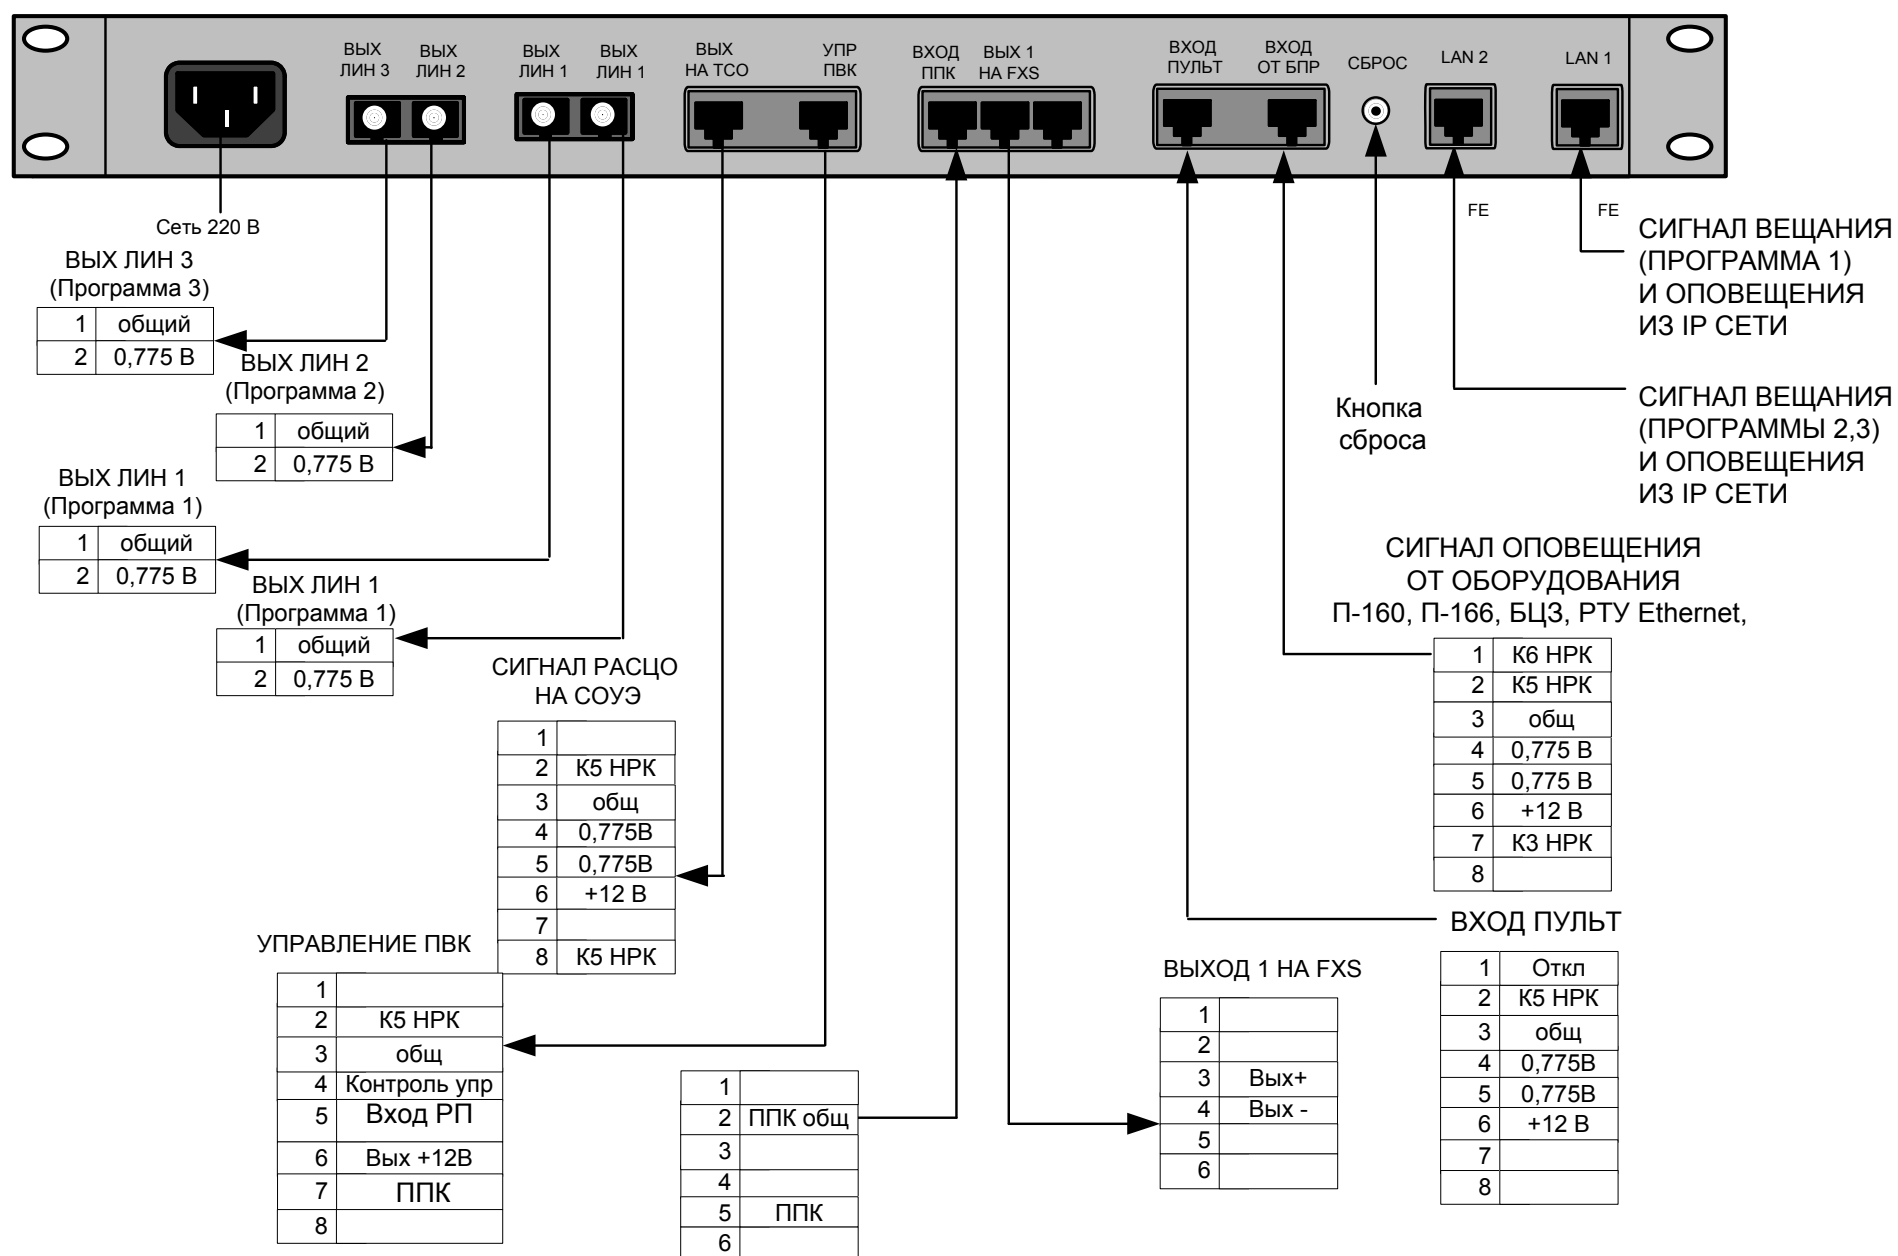 ВЫХ
ЛИН 3
ВЫХ
ЛИН 2
ВЫХ
ЛИН 1
ВЫХ
ЛИН 1
ВЫХ
НА ТСО
УПР
ПВК
ВХОД
ППК
ВЫХ 1
НА FXS
ВХОД
ПУЛЬТ
ВХОД
ОТ БПР
СБРОС
LAN 2
LAN 1
Сеть 220 В
FE
FE
СИГНАЛ ВЕЩАНИЯ
(ПРОГРАММА 1)
И ОПОВЕЩЕНИЯ
ИЗ IP СЕТИ
ВЫХ ЛИН 3
(Программа 3)
1 общий
2 0,775 В
ВЫХ ЛИН 2
(Программа 2)
1 общий
2 0,775 В
Кнопка
сброса
СИГНАЛ ВЕЩАНИЯ
(ПРОГРАММЫ 2,3)
И ОПОВЕЩЕНИЯ
ИЗ IP СЕТИ
ВЫХ ЛИН 1
(Программа 1)
1 общий
2 0,775 В
ВЫХ ЛИН 1
(Программа 1)
1 общий
2 0,775 В
СИГНАЛ ОПОВЕЩЕНИЯ
ОТ ОБОРУДОВАНИЯ
П-160, П-166, БЦЗ, РТУ Ethernet,
1 К6 НРК
2 К5 НРК
3 общ
4 0,775 В
5 0,775 В
6 +12 В
7 К3 НРК
8
СИГНАЛ РАСЦО
НА СОУЭ
1
2 К5 НРК
3 общ
4 0,775В
5 0,775В
6 +12 В
7
8 К5 НРК
УПРАВЛЕНИЕ ПВК
1
2 К5 НРК
3 общ
4 Контроль упр
5 Вход РП
6 Вых +12В
7 ППК
8
1
2 ППК общ
3
4
5 ППК
6
ВЫХОД 1 НА FXS
1
2
3 Вых+
4 Вых -
5
6
ВХОД ПУЛЬТ
1 Откл
2 К5 НРК
3 общ
4 0,775В
5 0,775В
6 +12 В
7
8